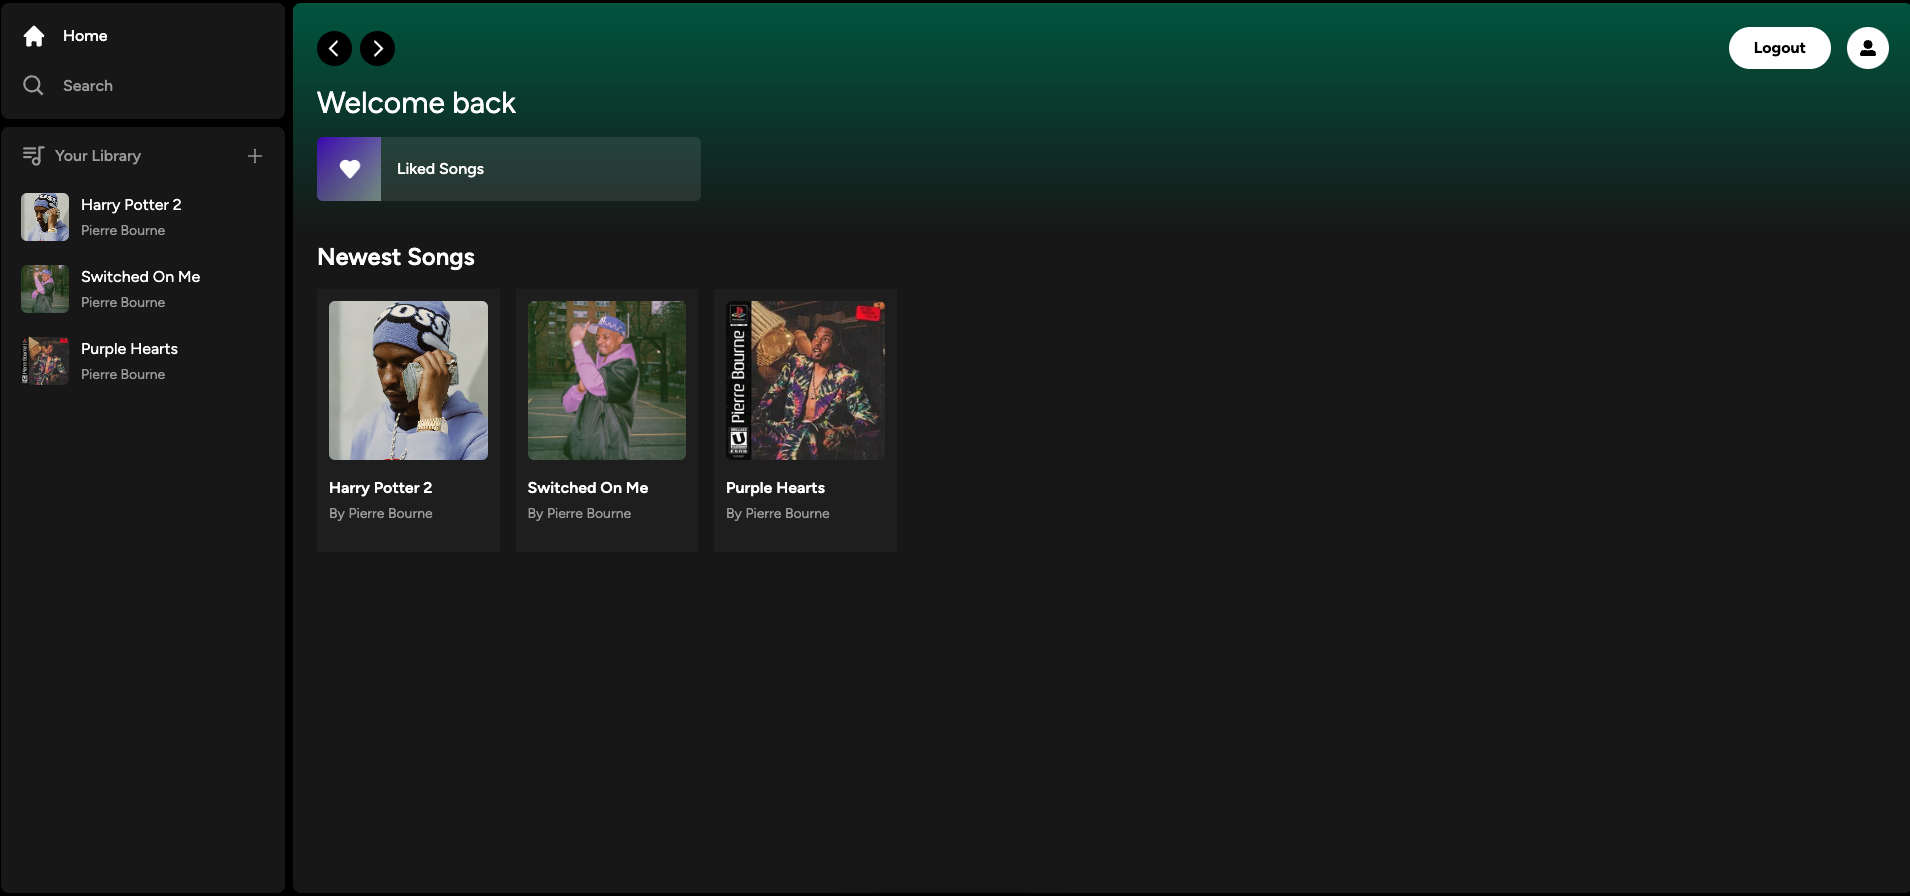 Home
Search
Your Library
Harry Potter 2
Pierre Bourne
Switched On Me
Pierre Bourne
Purple Hearts
Pierre Bourne
Logout
Welcome back
Liked Songs
Newest Songs
OSS
Pierre Bourne
Harry Potter 2
By Pierre Bourne
Switched On Me
By Pierre Bourne
Purple Hearts
By Pierre Bourne